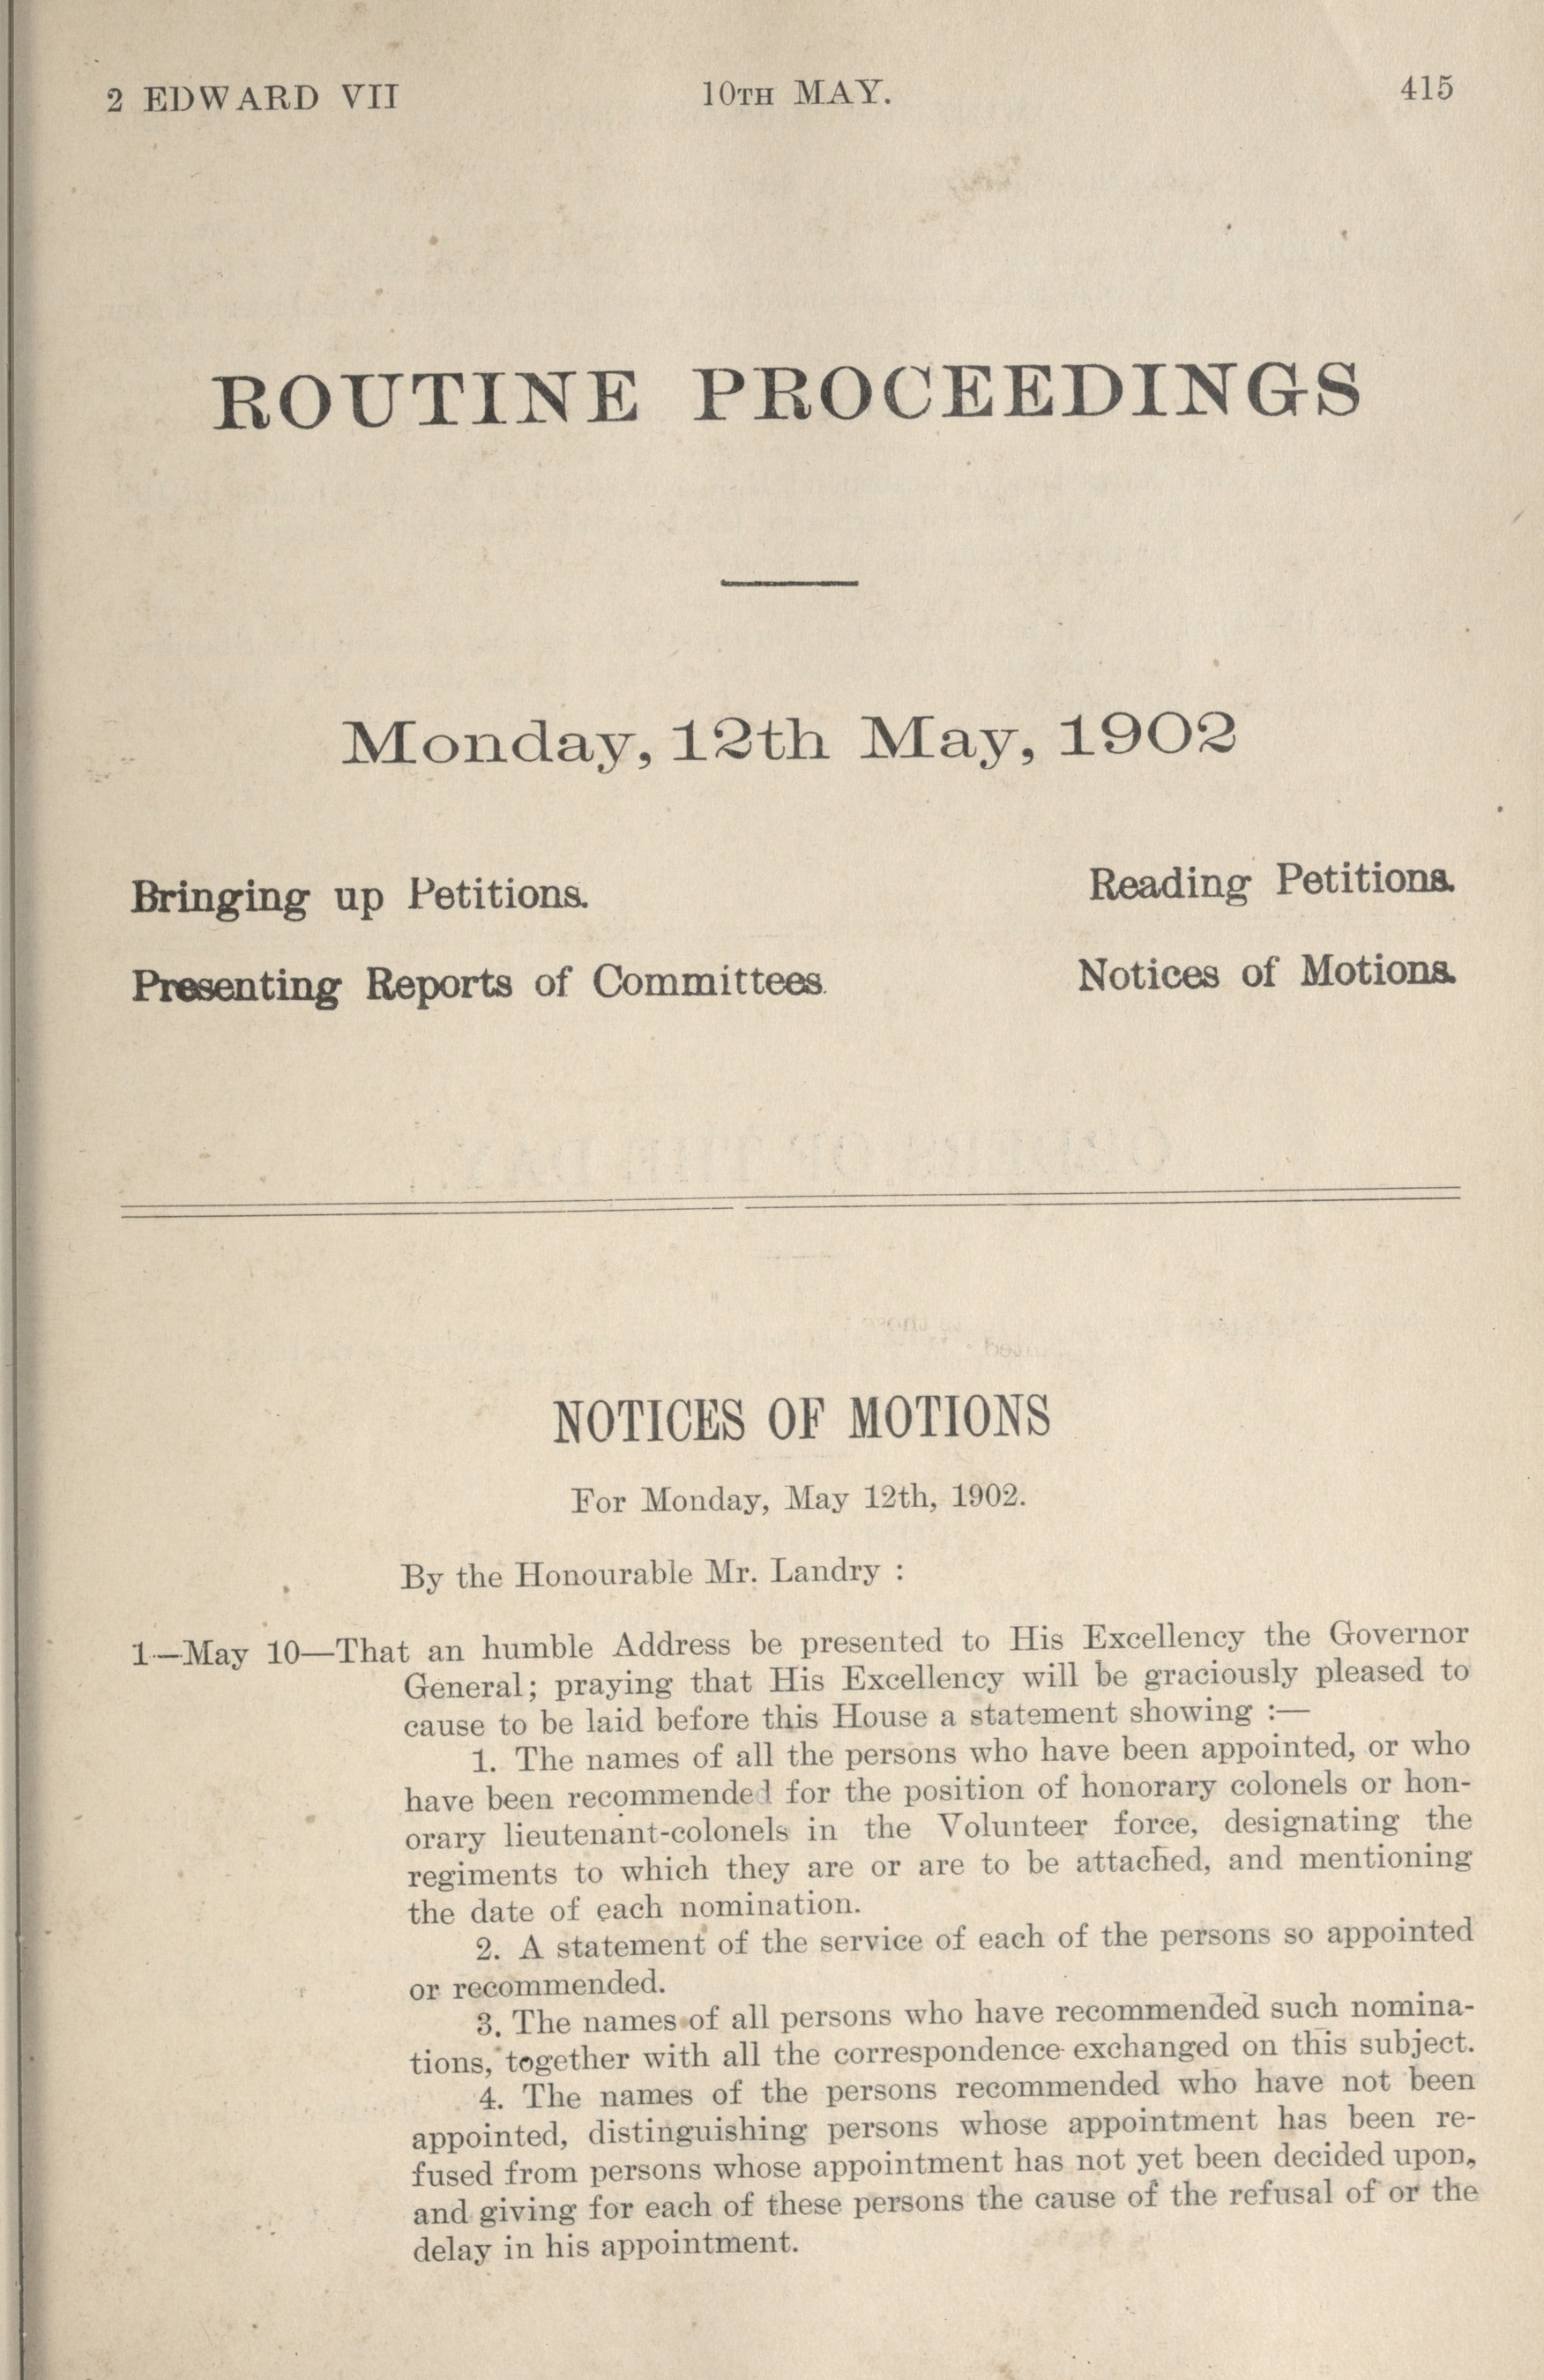 2 EDWARD VII 10TH MAY. 415
ROUTINE PROCEEDINGS
Monday, 12th May, 1902
Bringing up Petitions. Reading Petitions.
Presenting Reports of Committees. Notices of Motions.
NOTICES OF MOTIONS
For Monday, May 12th, 1902.
By the Honourable Mr. Landry :
1—May 10—That an humble Address be presented to His Excellency the Governor
General; praying that His Excellency will be graciously pleased to
cause to be laid before this House a statement showing :—
1. The names of all the persons who have been appointed, or who
have been recommended for the position of honorary colonels or hon-
orary lieutenant-colonels in the Volunteer force, designating the
regiments to which they are or are to be attached, and mentioning
the date of each nomination.
2. A statement of the service of each of the persons so appointed
or recommended.
3. The names of all persons who have recommended such nomina-
tions, together with all the correspondence exchanged on this subject.
4. The names of the persons recommended who have not been
appointed, distinguishing persons whose appointment has been re-
fused from persons whose appointment has not yet been decided upon,
and giving for each of these persons the cause of the refusal of or the
delay in his appointment.